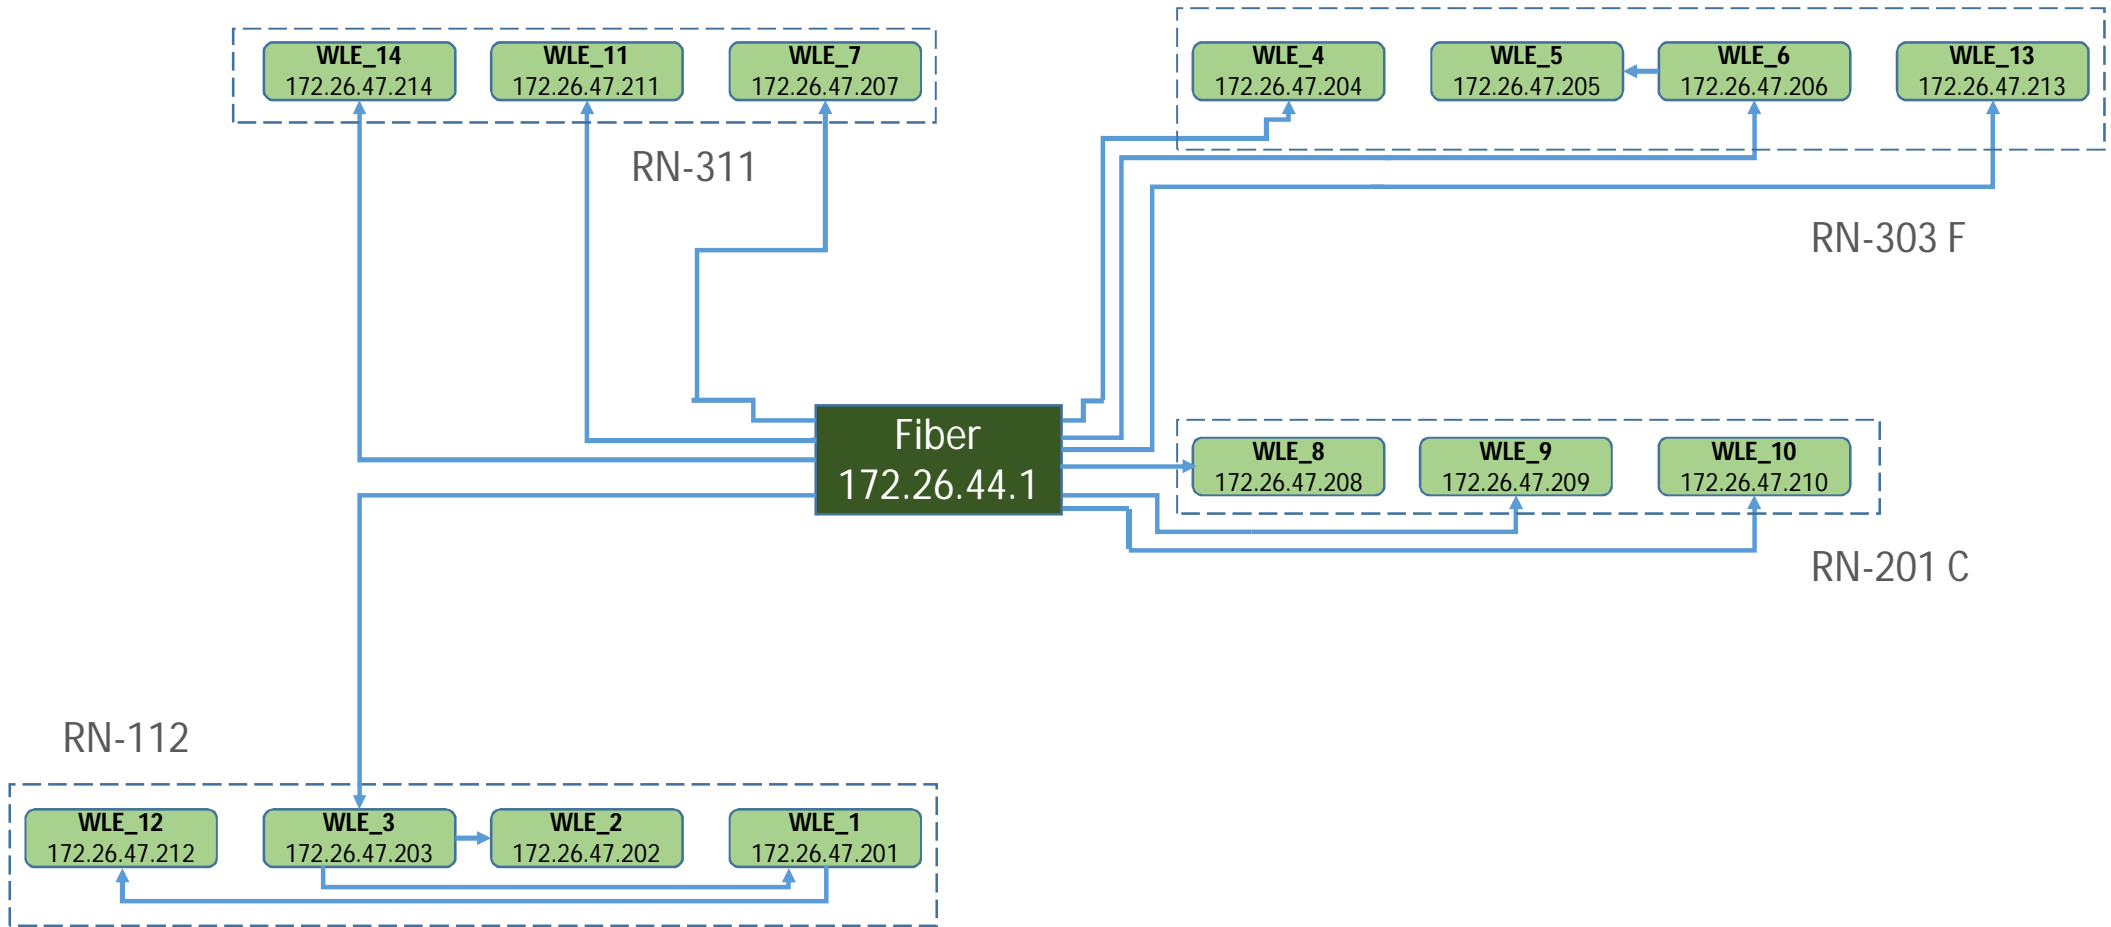 WLE_14
172.26.47.214
WLE_11
172.26.47.211
WLE_7
172.26.47.207
RN-311
WLE_4
172.26.47.204
WLE_5
172.26.47.205
WLE_6
172.26.47.206
WLE_13
172.26.47.213
RN-303 F
Fiber
172.26.44.1
WLE_8
172.26.47.208
WLE_9
172.26.47.209
WLE_10
172.26.47.210
RN-201 C
RN-112
WLE_12
172.26.47.212
WLE_3
172.26.47.203
WLE_2
172.26.47.202
WLE_1
172.26.47.201